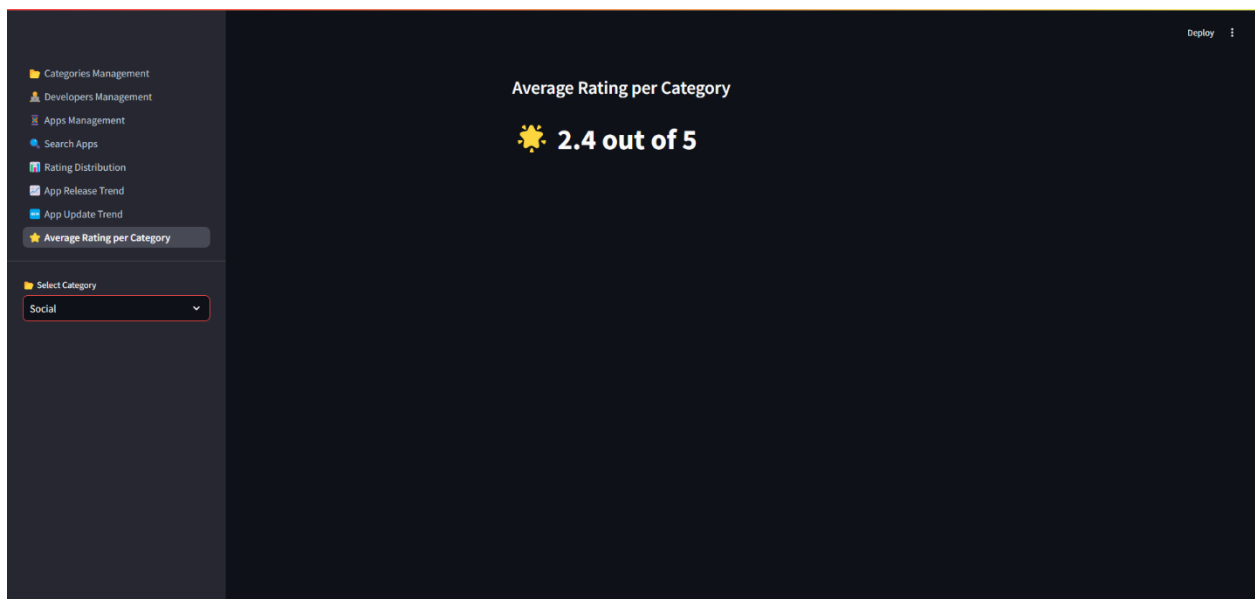 Deploy
Categories Management
Developers Management
Apps Management
Search Apps
Rating Distribution
App Release Trend
App Update Trend
Average Rating per Category
Select Category
Social
Average Rating per Category
2.4 out of 5